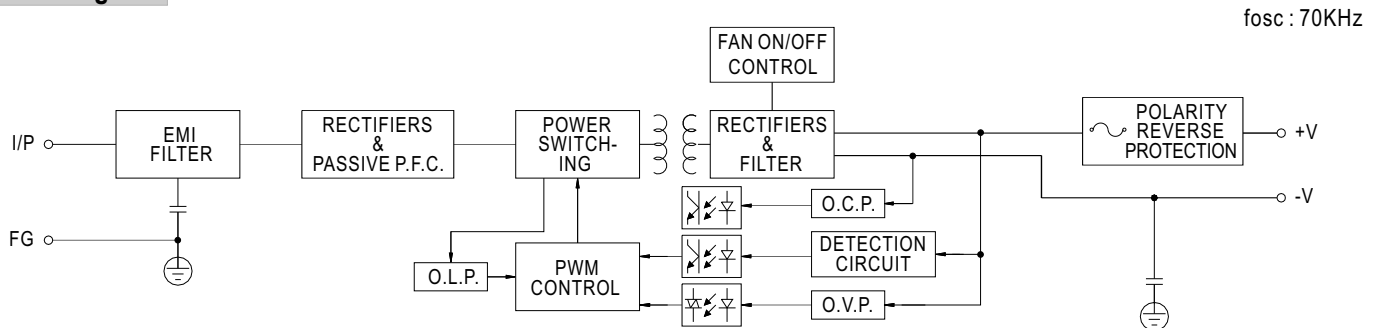 fosc : 70KHz
FAN ON/OFF
CONTROL
I/P
EMI
FILTER
RECTIFIERS
&
PASSIVE P.F.C.
POWER
SWITCH-
ING
RECTIFIERS
&
FILTER
POLARITY
REVERSE
PROTECTION
+V
-V
O.C.P.
FG
DETECTION
CIRCUIT
O.L.P.
PWM
CONTROL
O.V.P.